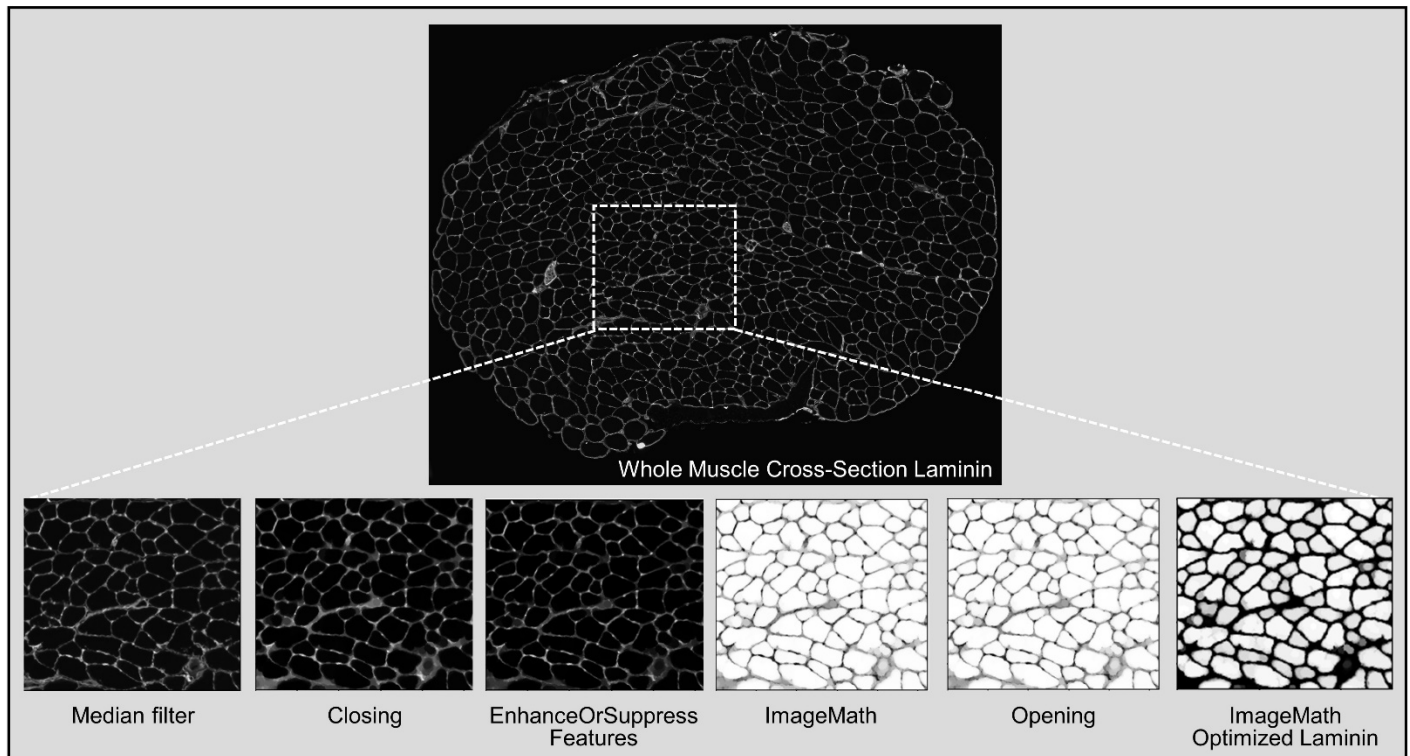 Whole Muscle Cross-Section Laminin
Median filter
Closing
EnhanceOrSuppress
Features
ImageMath
Opening
ImageMath
Optimized Laminin